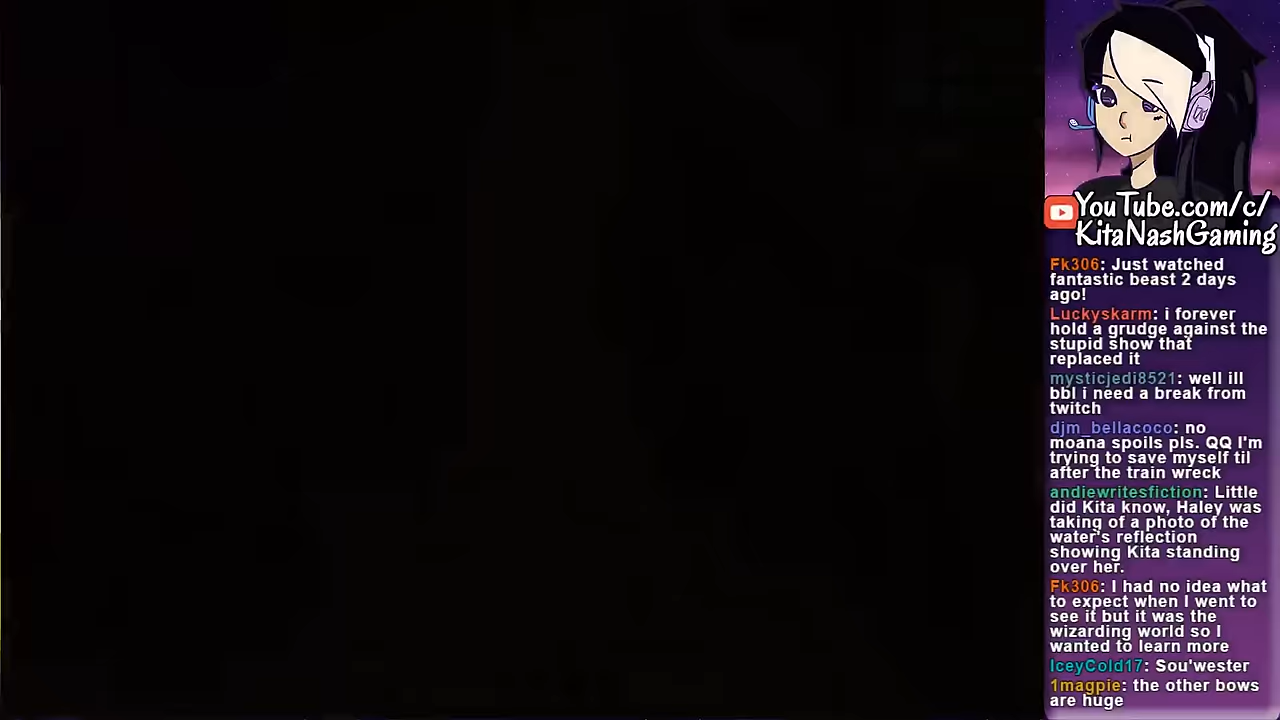 YouTube.com/c/
KitaNashGaming
Fk306: Just watched
fantastic beast 2 days
ago!
Luckyskarm: i forever
hold a grudge against the
stupid show that
replaced it
mysticjedi8521: well ill
bbl i need a break from
twitch
djm_bellacoco: no
moana spoils pls. QQ I'm
trying to save myself til
after the train wreck
andiewritesfiction: Little
did Kita know, Haley was
taking of a photo of the
water's reflection
showing Kita standing
over her.
Fk306: I had no idea what
to expect when I went to
see it but it was the
wizarding world so I
wanted to learn more
IceyCold17: Sou'wester
1magpie: the other bows
are huge